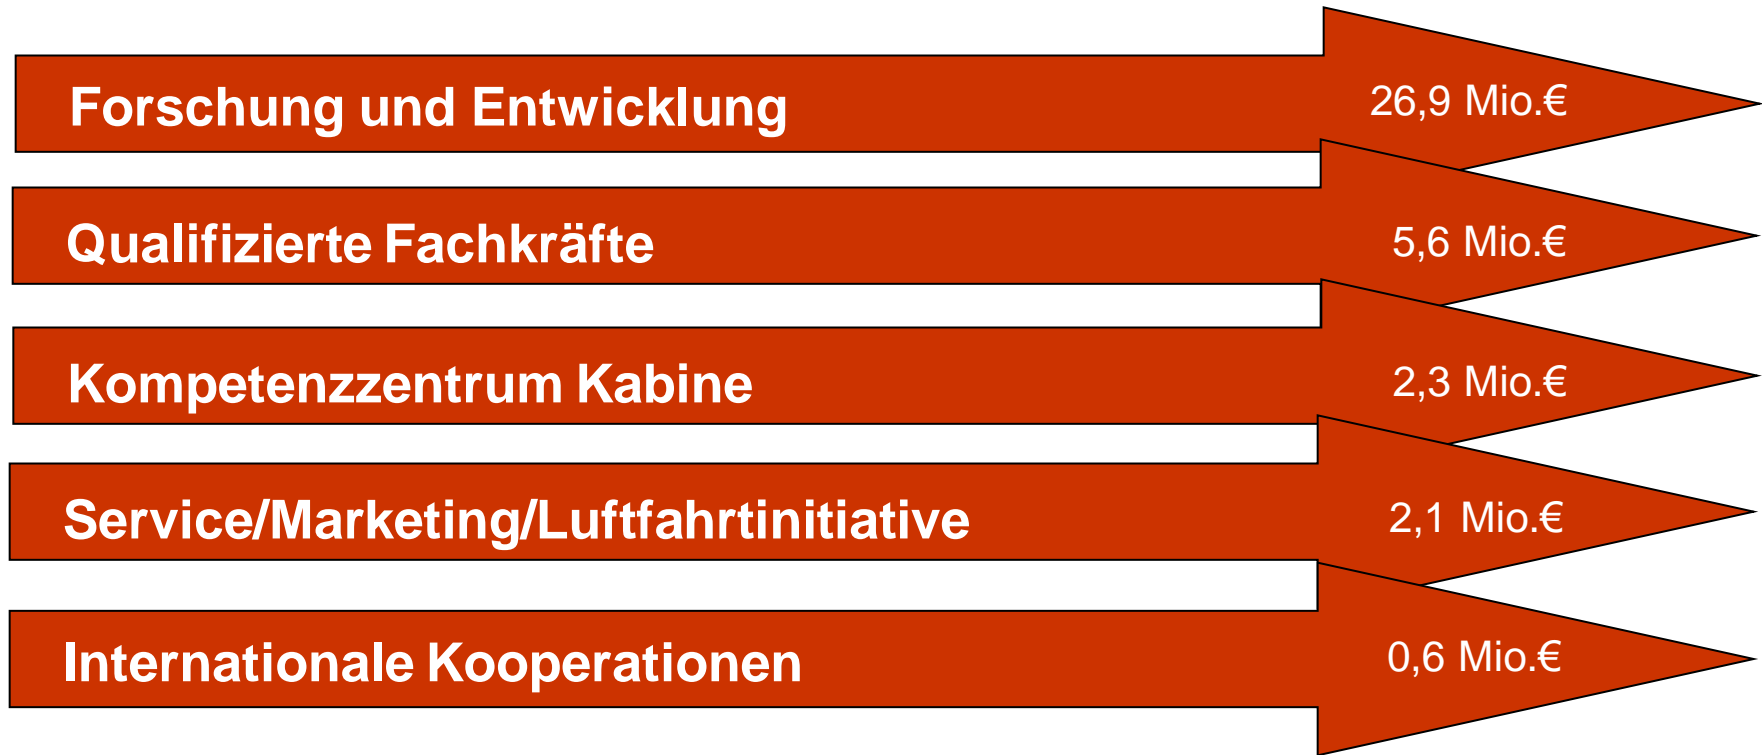 Forschung und Entwicklung 26,9 Mio.€
Qualifizierte Fachkräfte 5,6 Mio.€
Kompetenzzentrum Kabine 2,3 Mio.€
Service/Marketing/Luftfahrtinitiative 2,1 Mio.€
Internationale Kooperationen 0,6 Mio.€